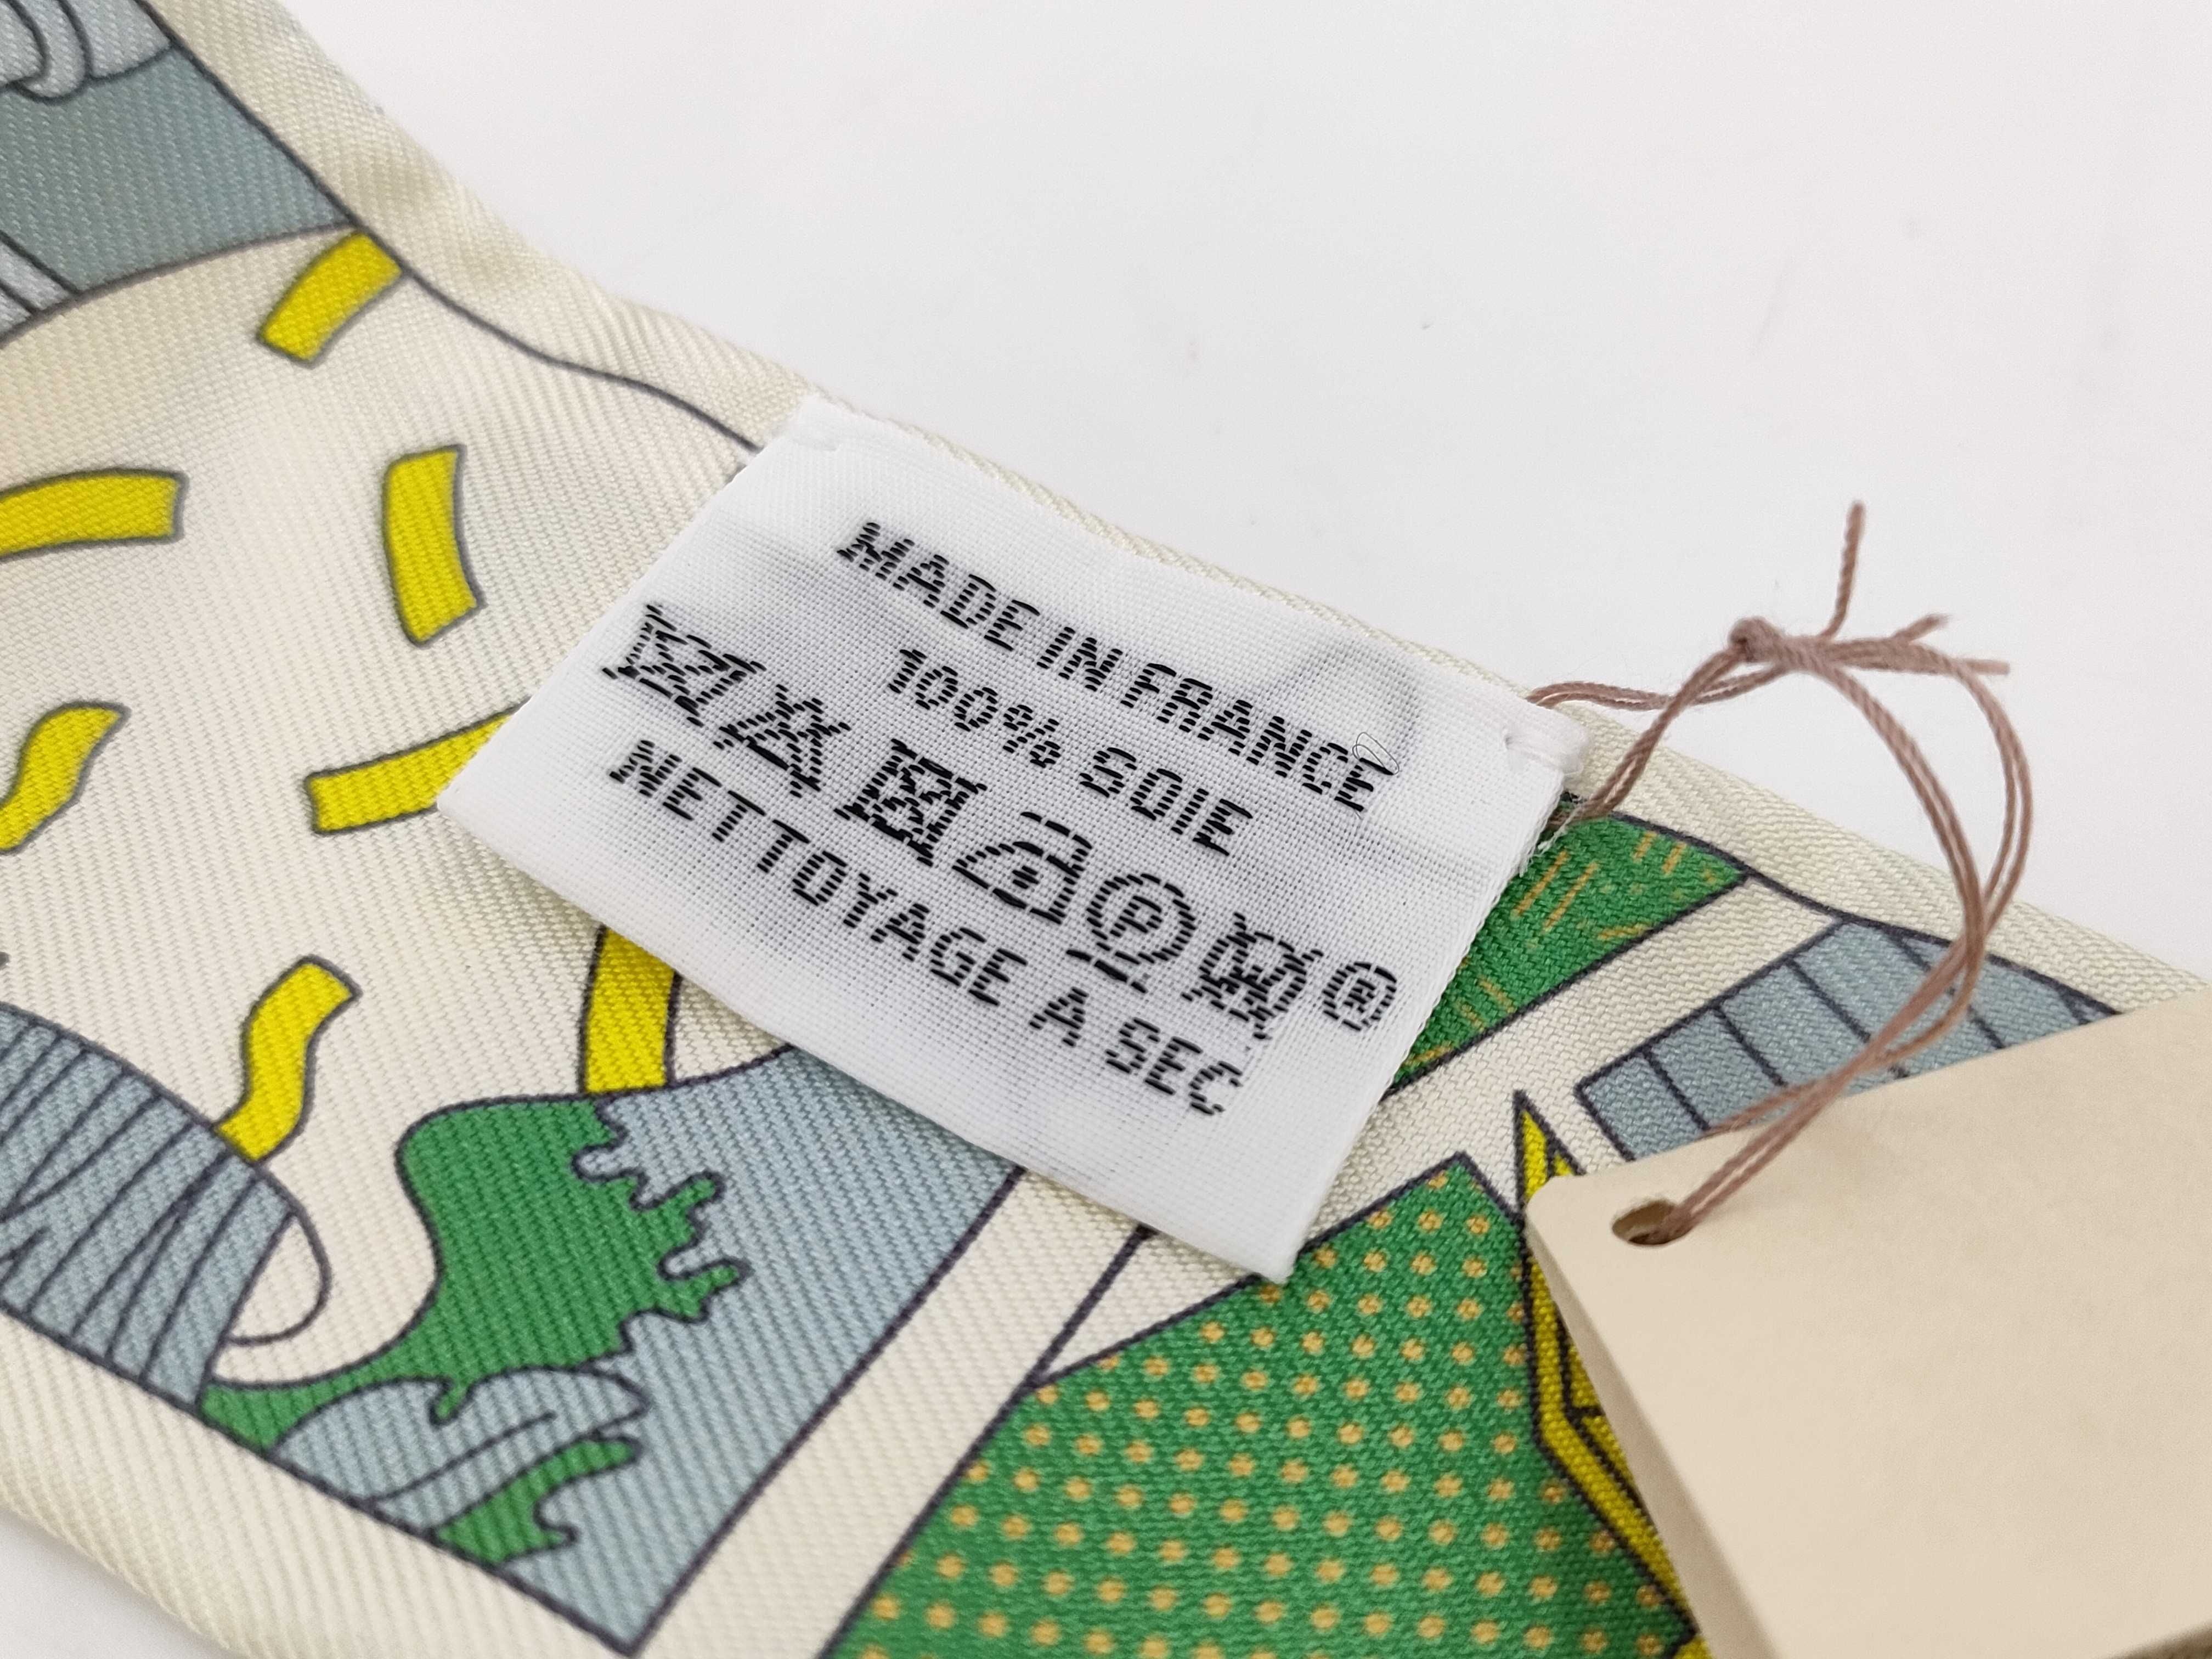 MADE IN FRANCE
100% SOIE
P ®
NETTOYAGE A SEC